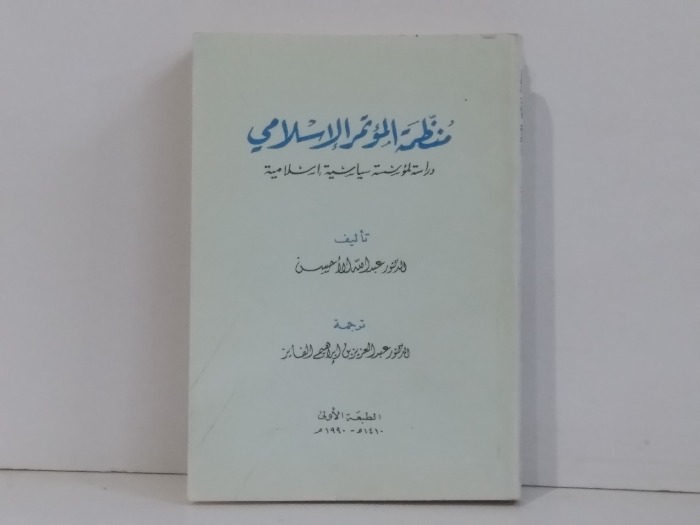 منظمة المؤتمر الإسلامي
دراسة لمؤسسة سياسية إسلامية
تأليف
الدكتور عبد الله الأحسن
ترجمة
الدكتور عبد العزيز بن إبراهيم الفايز
الطبعة الأولى
١٤١٠هـ - ١٩٩٠م